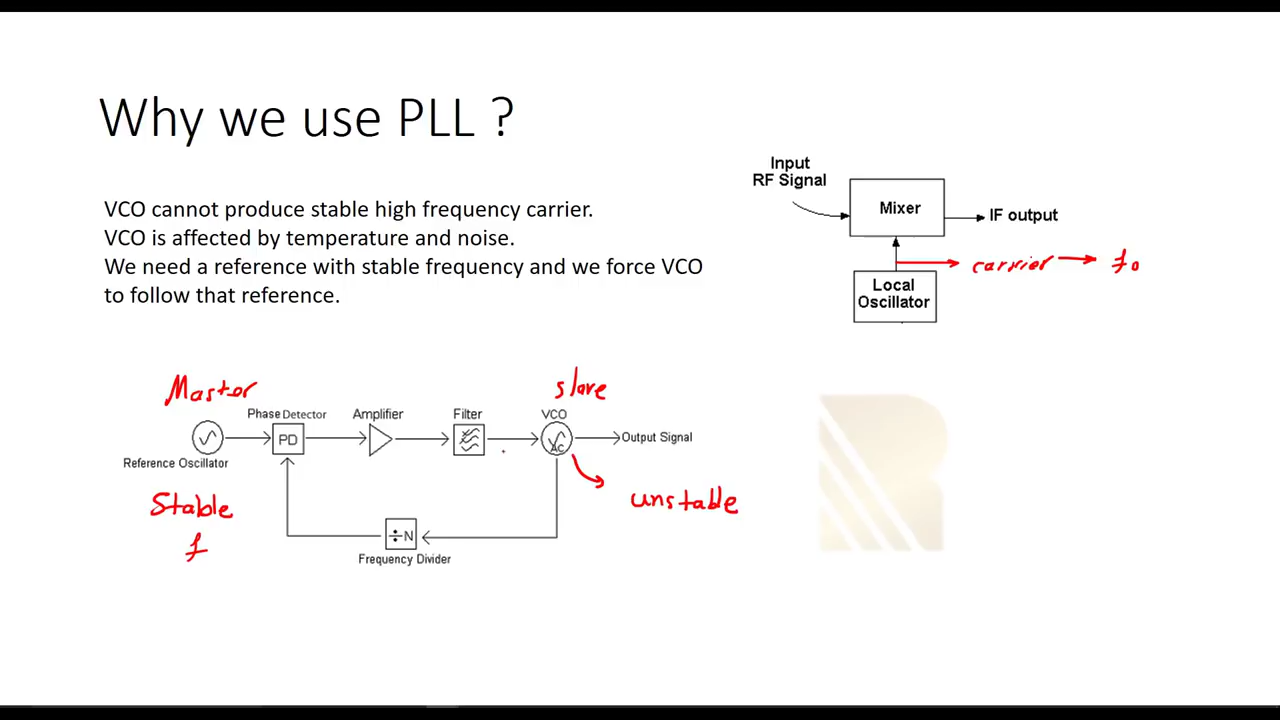 Why we use PLL ?
VCO cannot produce stable high frequency carrier.
VCO is affected by temperature and noise.
We need a reference with stable frequency and we force VCO
to follow that reference.
Input
RF Signal
Mixer
IF output
carrier → fo
Local
Oscillator
Master
slave
Phase Detector
Amplifier
Filter
VCO
PD
AC
Output Signal
Reference Oscillator
Stable
f
unstable
÷N
Frequency Divider